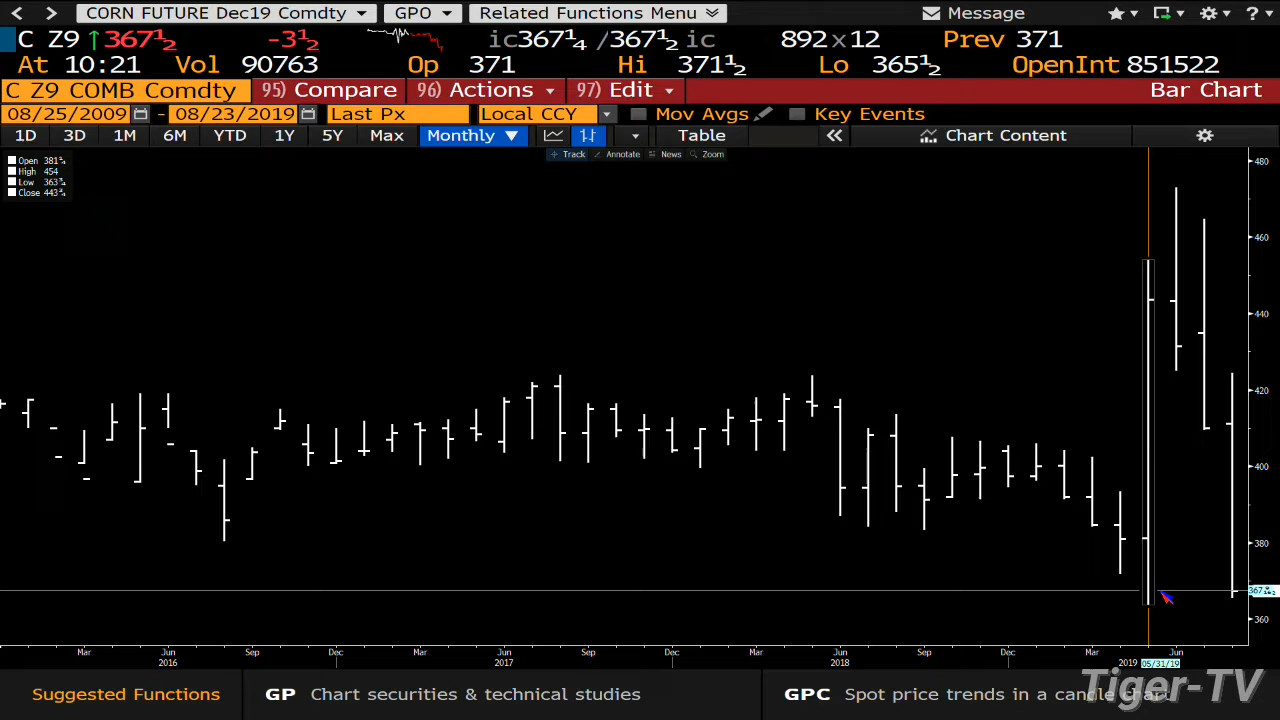 CORN FUTURE Dec19 Comdty GPO Related Functions Menu Message ?
C Z9 ↑367½ -3½ ic367¼ /367½ ic 892 x 12 Prev 371
At 10:21 Vol 90763 Op 371 Hi 371½ Lo 365½ OpenInt 851522
C Z9 COMB Comdty 95) Compare 96) Actions 97) Edit Bar Chart
08/25/2009 - 08/23/2019 Last Px Local CCY Mov Avgs Key Events
1D 3D 1M 6M YTD 1Y 5Y Max Monthly ▼ Table Chart Content
Track Annotate News Zoom
Open 381¾
High 454
Low 363¾
Close 443¾
480
460
440
420
400
380
367½
360
Mar Jun Sep Dec Mar Jun Sep Dec Mar Jun Sep Dec Mar Jun
2016 2017 2018 2019 05/31/19
Suggested Functions GP Chart securities & technical studies GPC Spot price trends in a candle chart
Tiger-TV